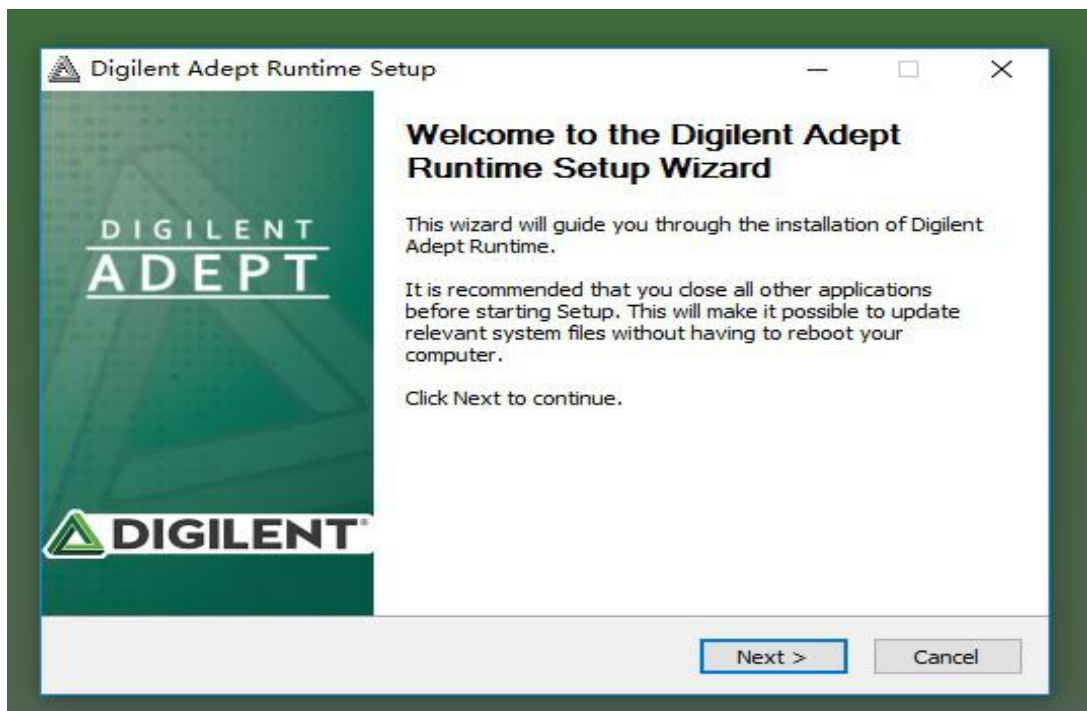 Digilent Adept Runtime Setup
Welcome to the Digilent Adept
Runtime Setup Wizard
DIGILENT
ADEPT
This wizard will guide you through the installation of Digilent
Adept Runtime.
It is recommended that you close all other applications
before starting Setup. This will make it possible to update
relevant system files without having to reboot your
computer.
Click Next to continue.
DIGILENT®
Next >
Cancel